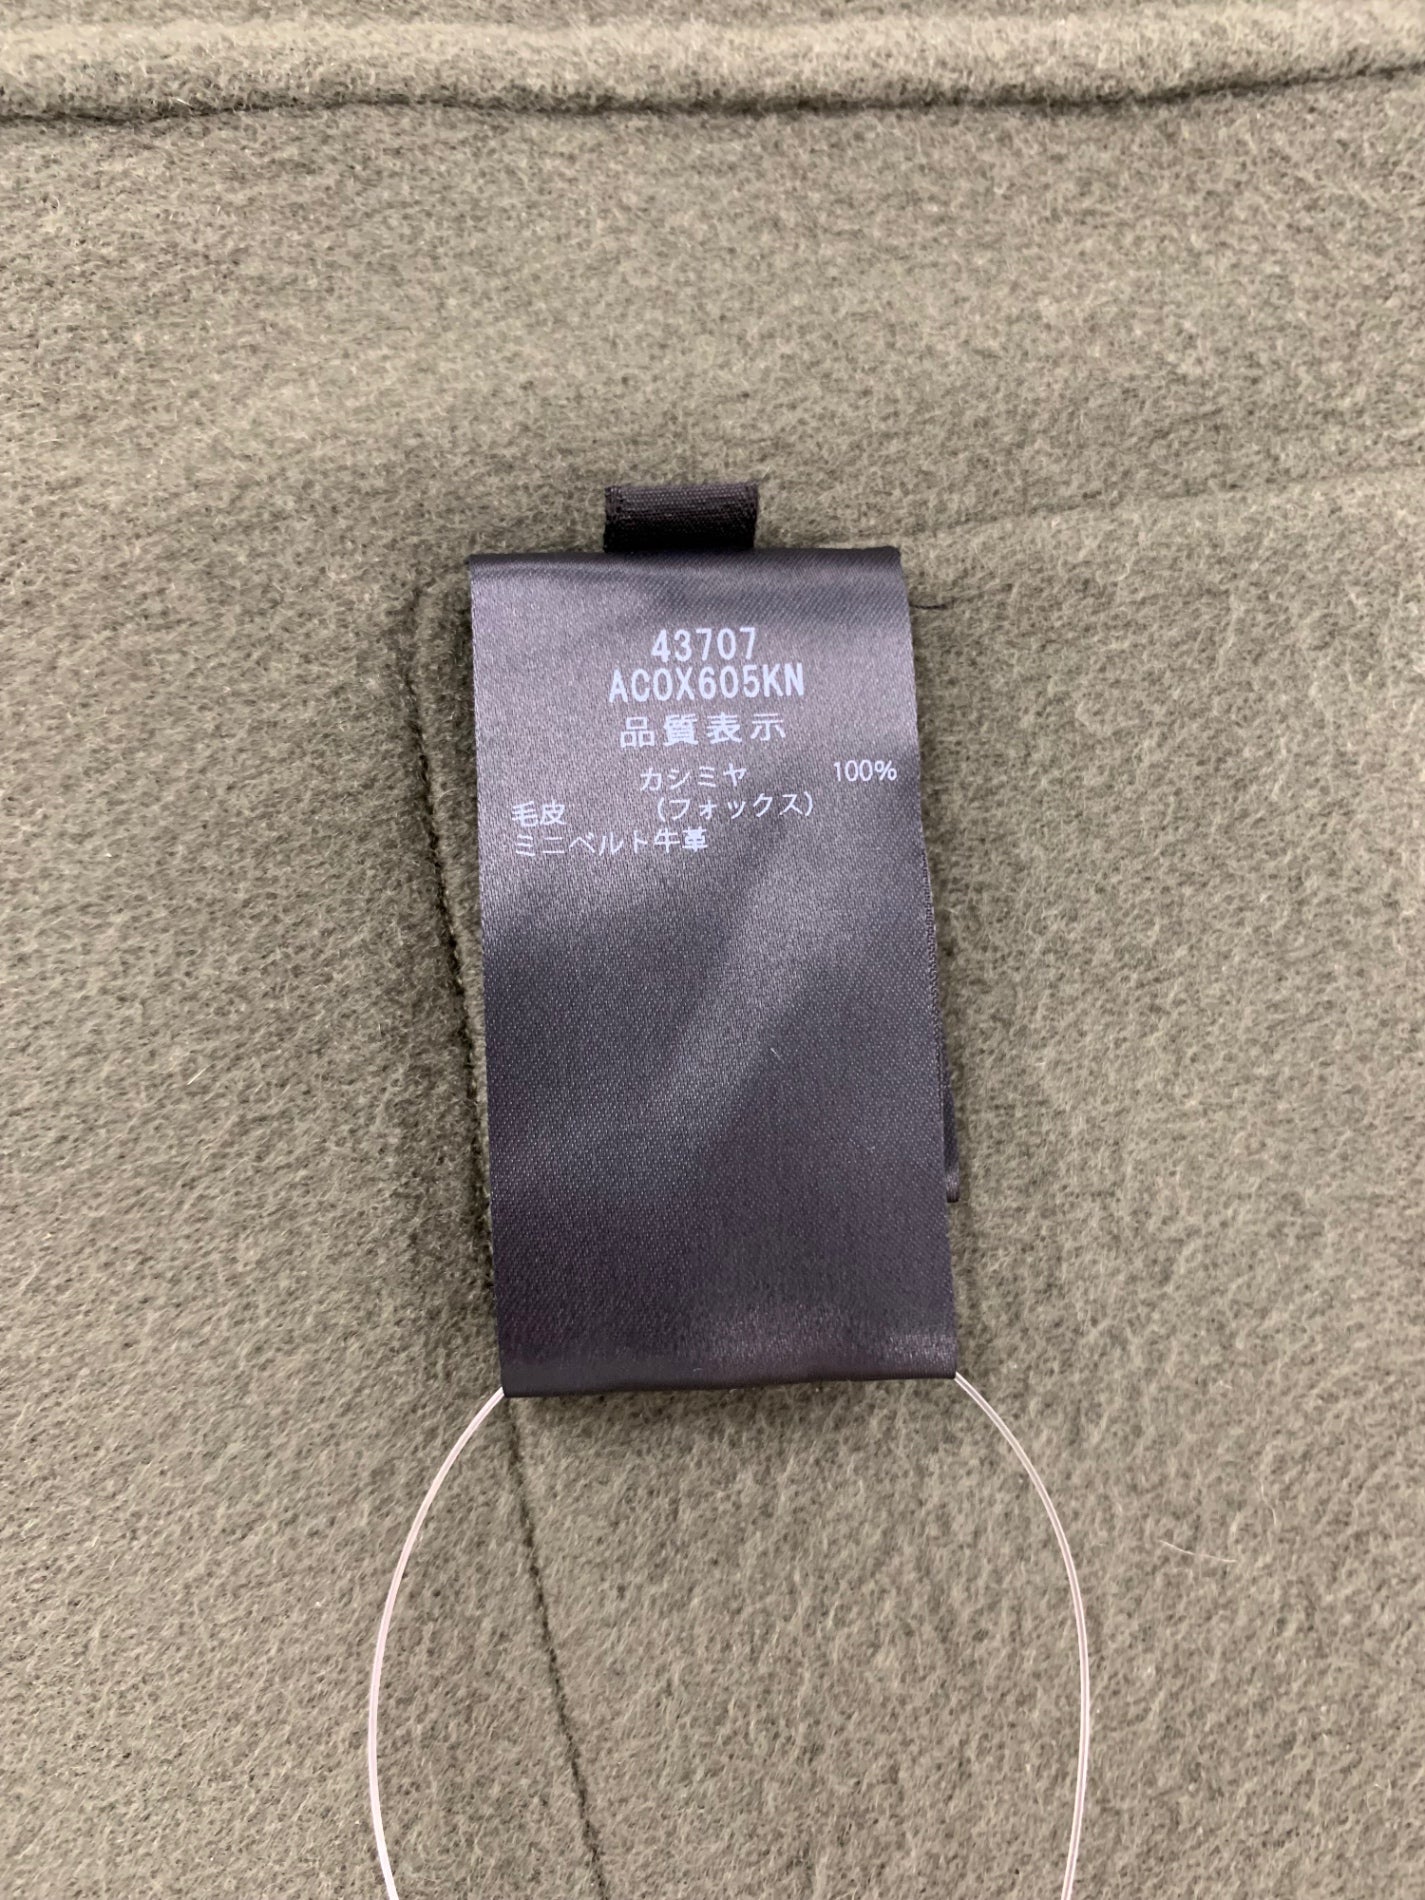 43707
ACOX605KN
品質表示
カシミヤ 100%
毛皮 (フォックス)
ミニベルト牛革